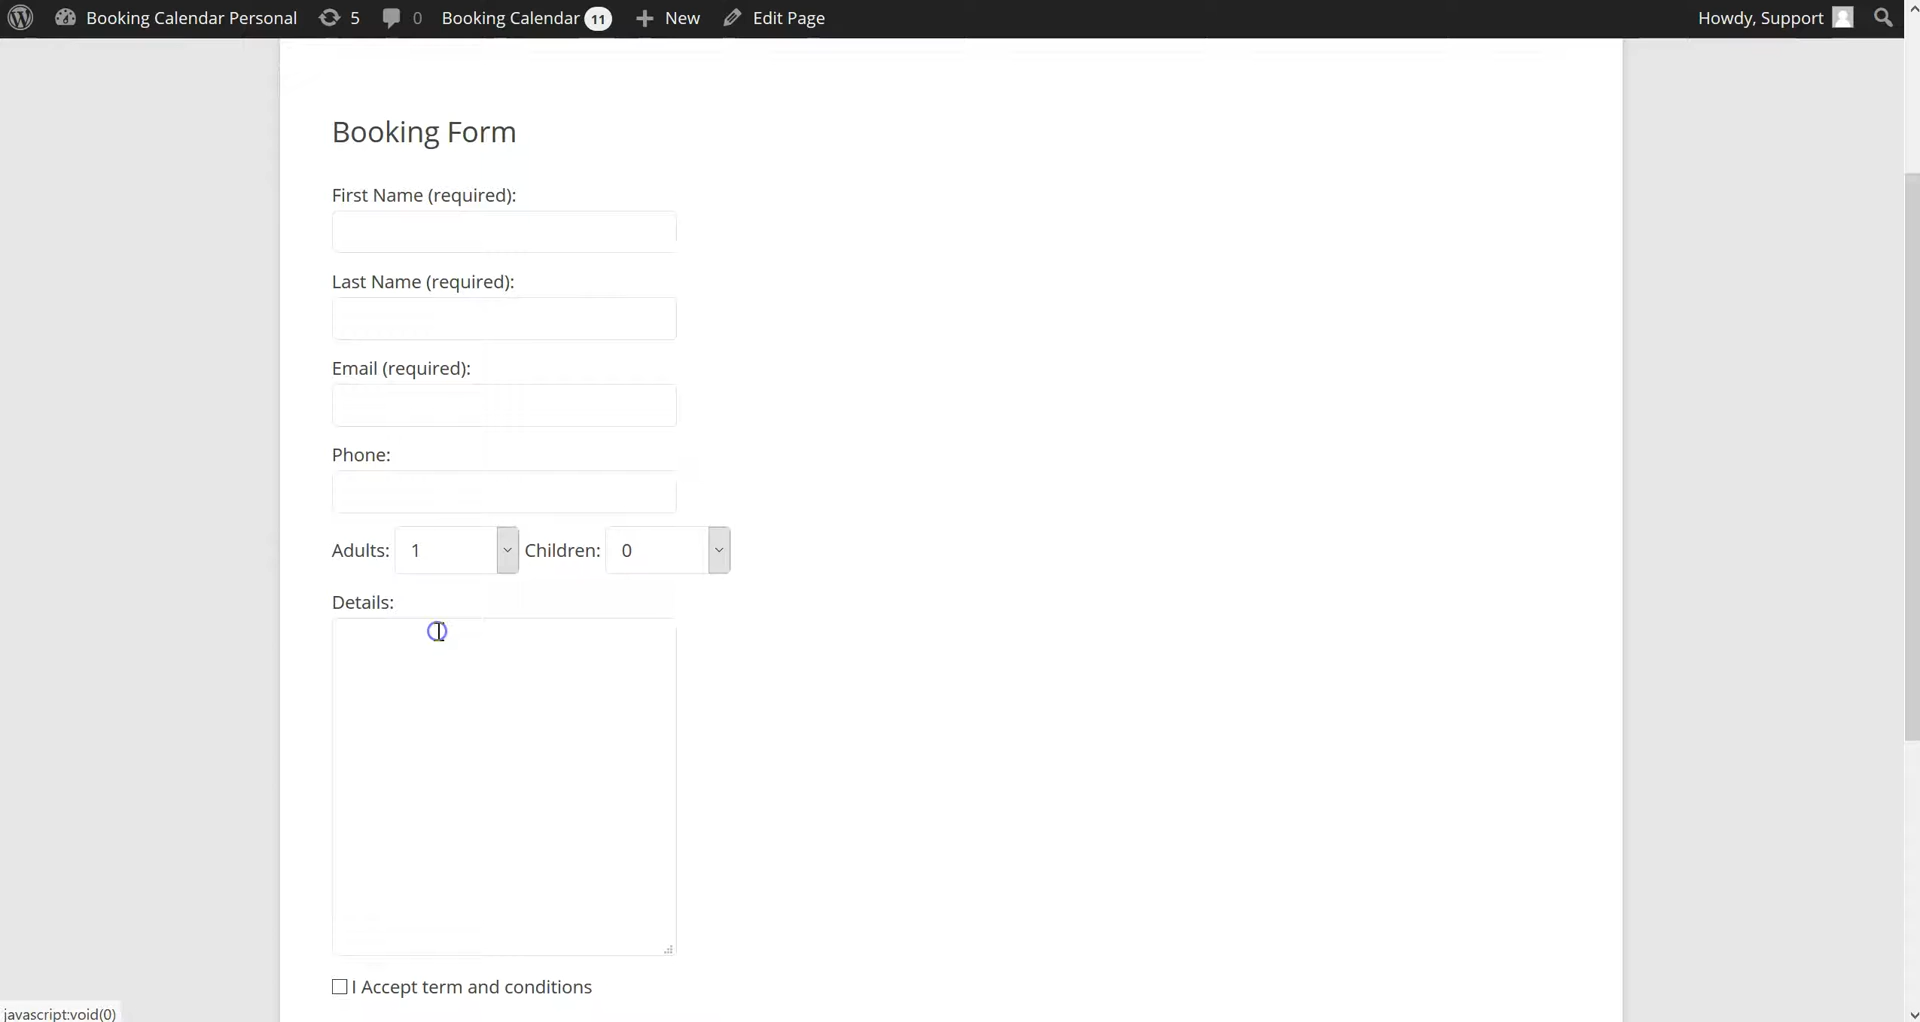 Booking Calendar Personal 5 0 Booking Calendar 11 New Edit Page Howdy, Support
Booking Form
First Name (required):
Last Name (required):
Email (required):
Phone:
Adults: 1 Children: 0
Details:
I Accept term and conditions
javascript:void(0)